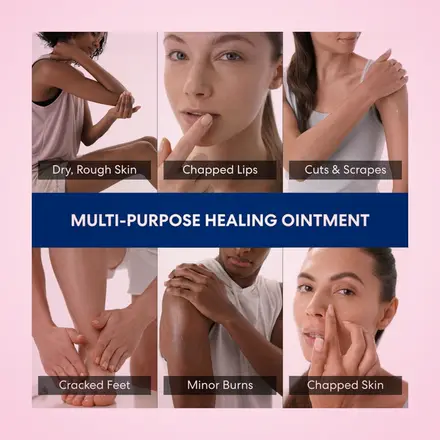 Dry, Rough Skin
Chapped Lips
Cuts & Scrapes
MULTI-PURPOSE HEALING OINTMENT
Cracked Feet
Minor Burns
Chapped Skin